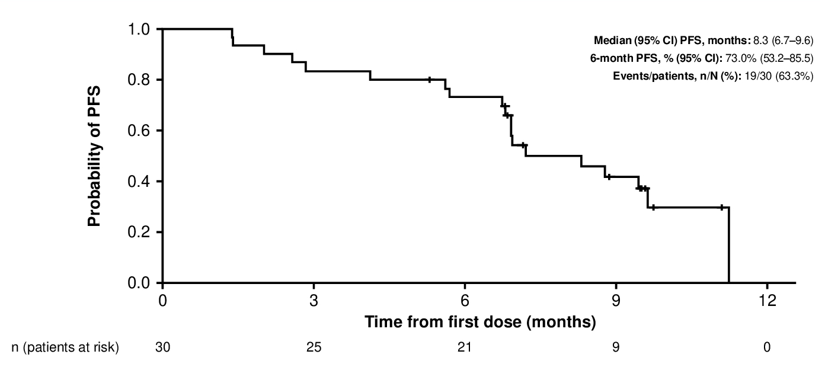 Median (95% CI) PFS, months: 8.3 (6.7–9.6)
6-month PFS, % (95% CI): 73.0% (53.2–85.5)
Events/patients, n/N (%): 19/30 (63.3%)
Probability of PFS
1.0
0.8
0.6
0.4
0.2
0.0
0 3 6 9 12
Time from first dose (months)
n (patients at risk) 30 25 21 9 0